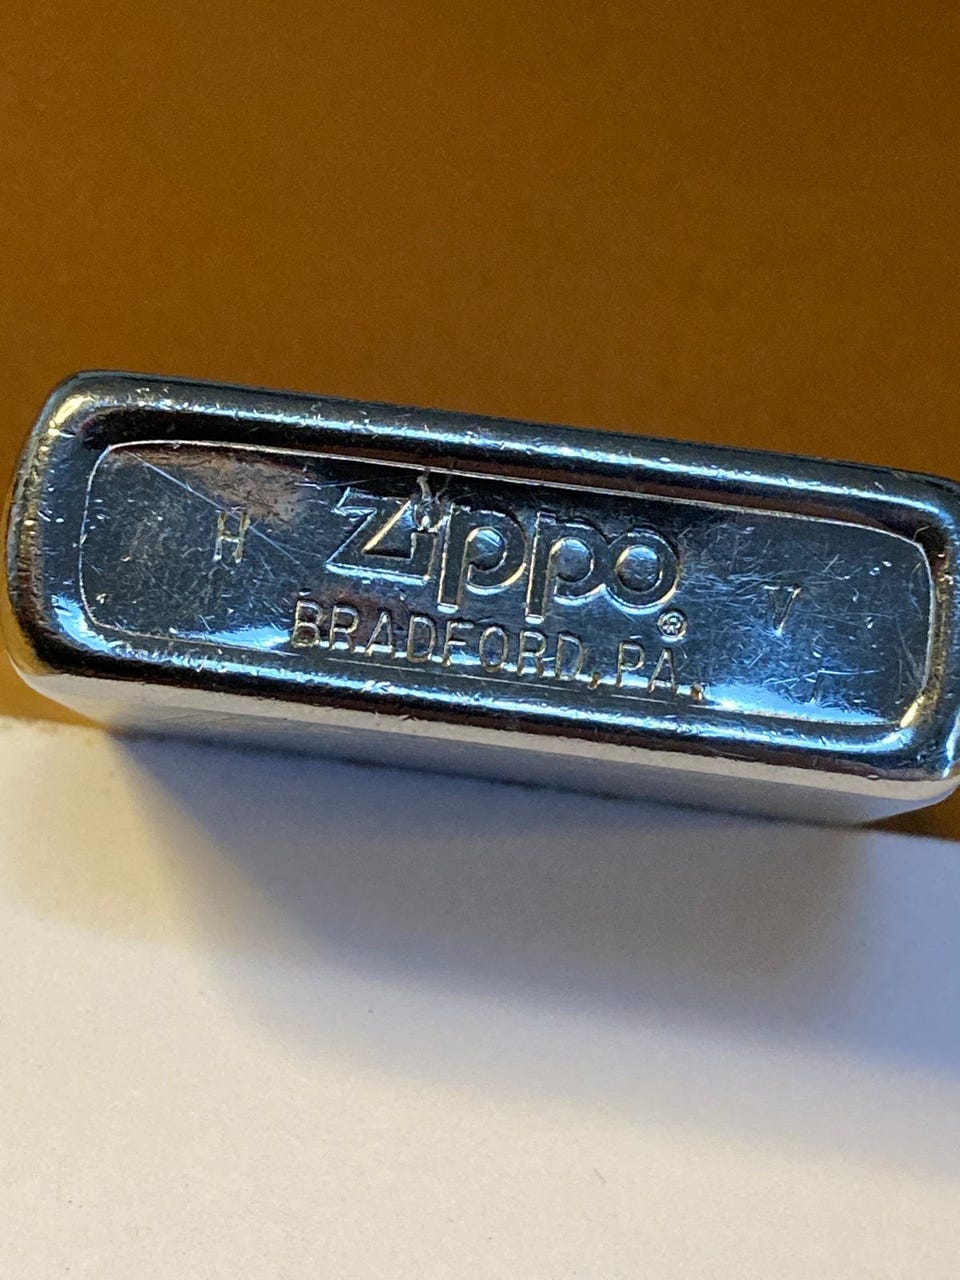 H Zippo® V
BRADFORD, PA.